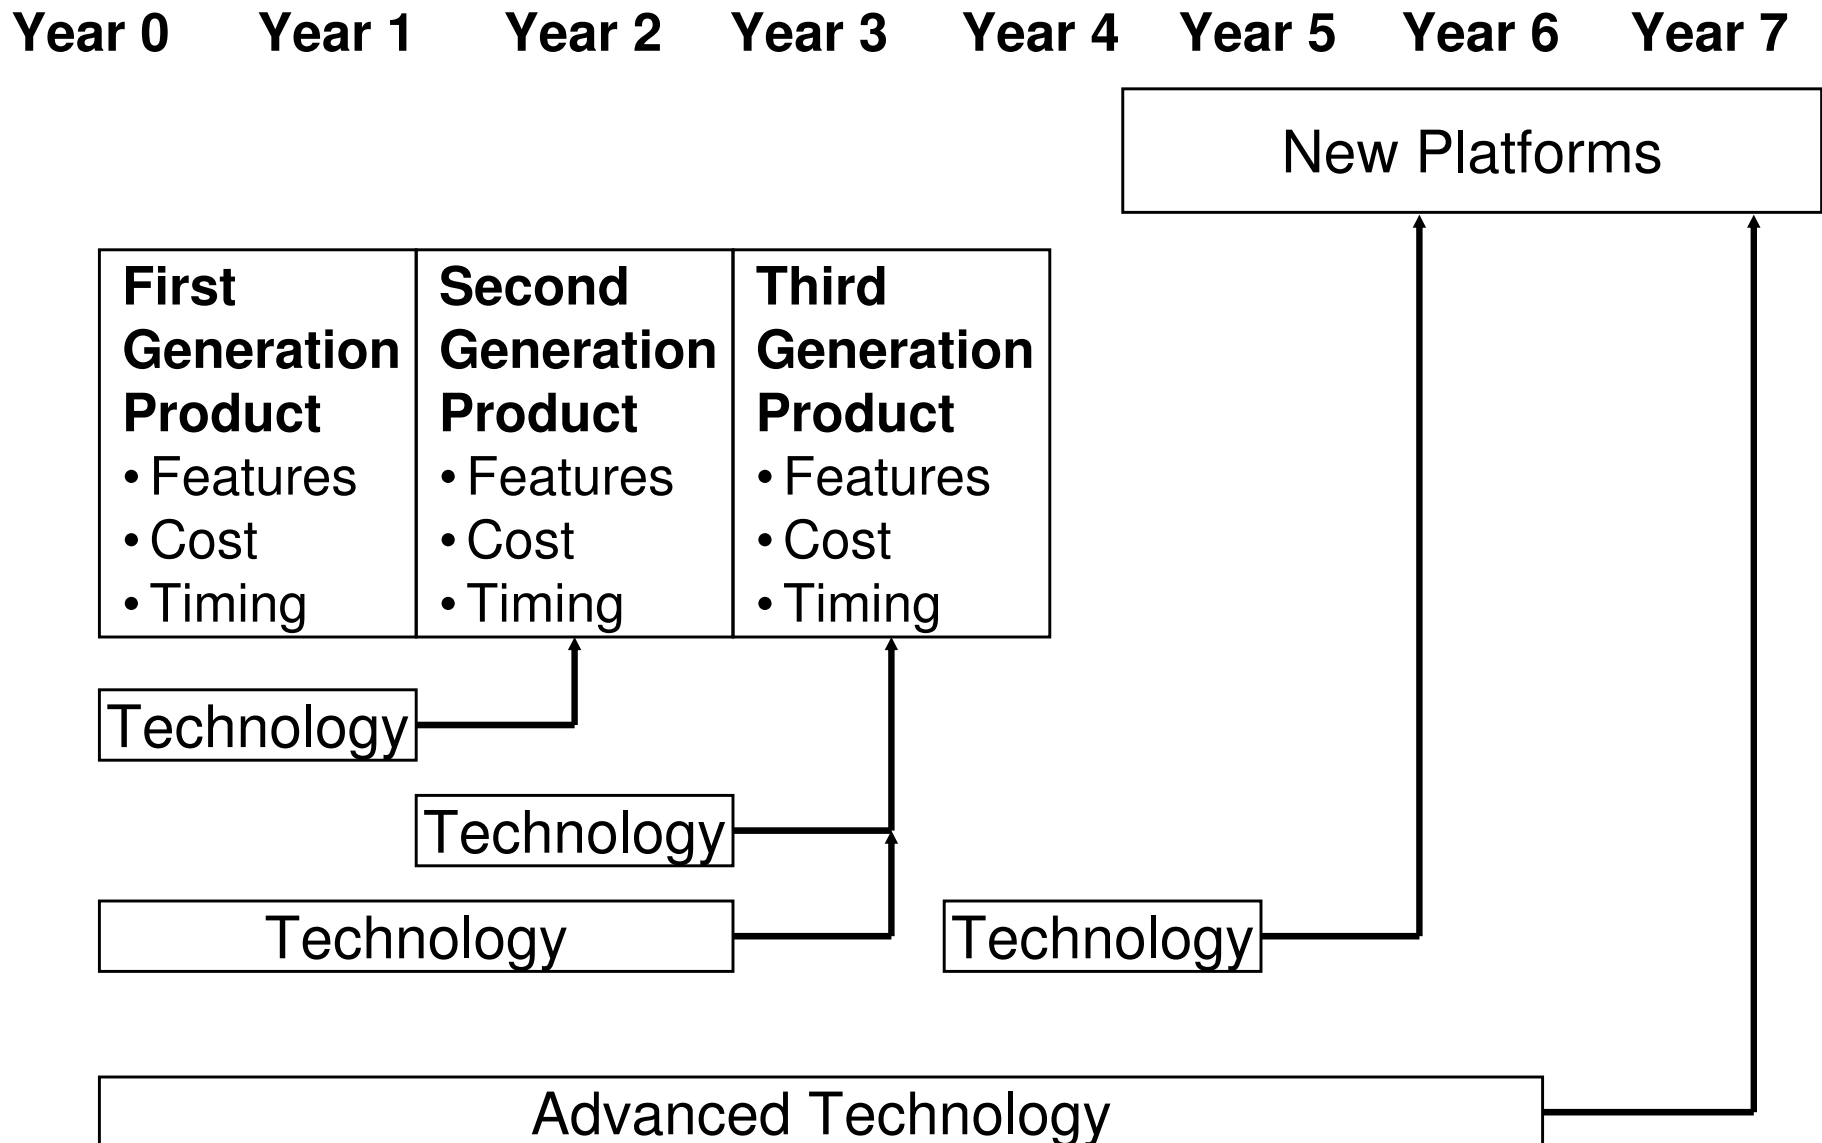 Year 0 Year 1 Year 2 Year 3 Year 4 Year 5 Year 6 Year 7
New Platforms
First
Generation
Product
• Features
• Cost
• Timing
Second
Generation
Product
• Features
• Cost
• Timing
Third
Generation
Product
• Features
• Cost
• Timing
Technology
Technology
Technology
Technology
Advanced Technology